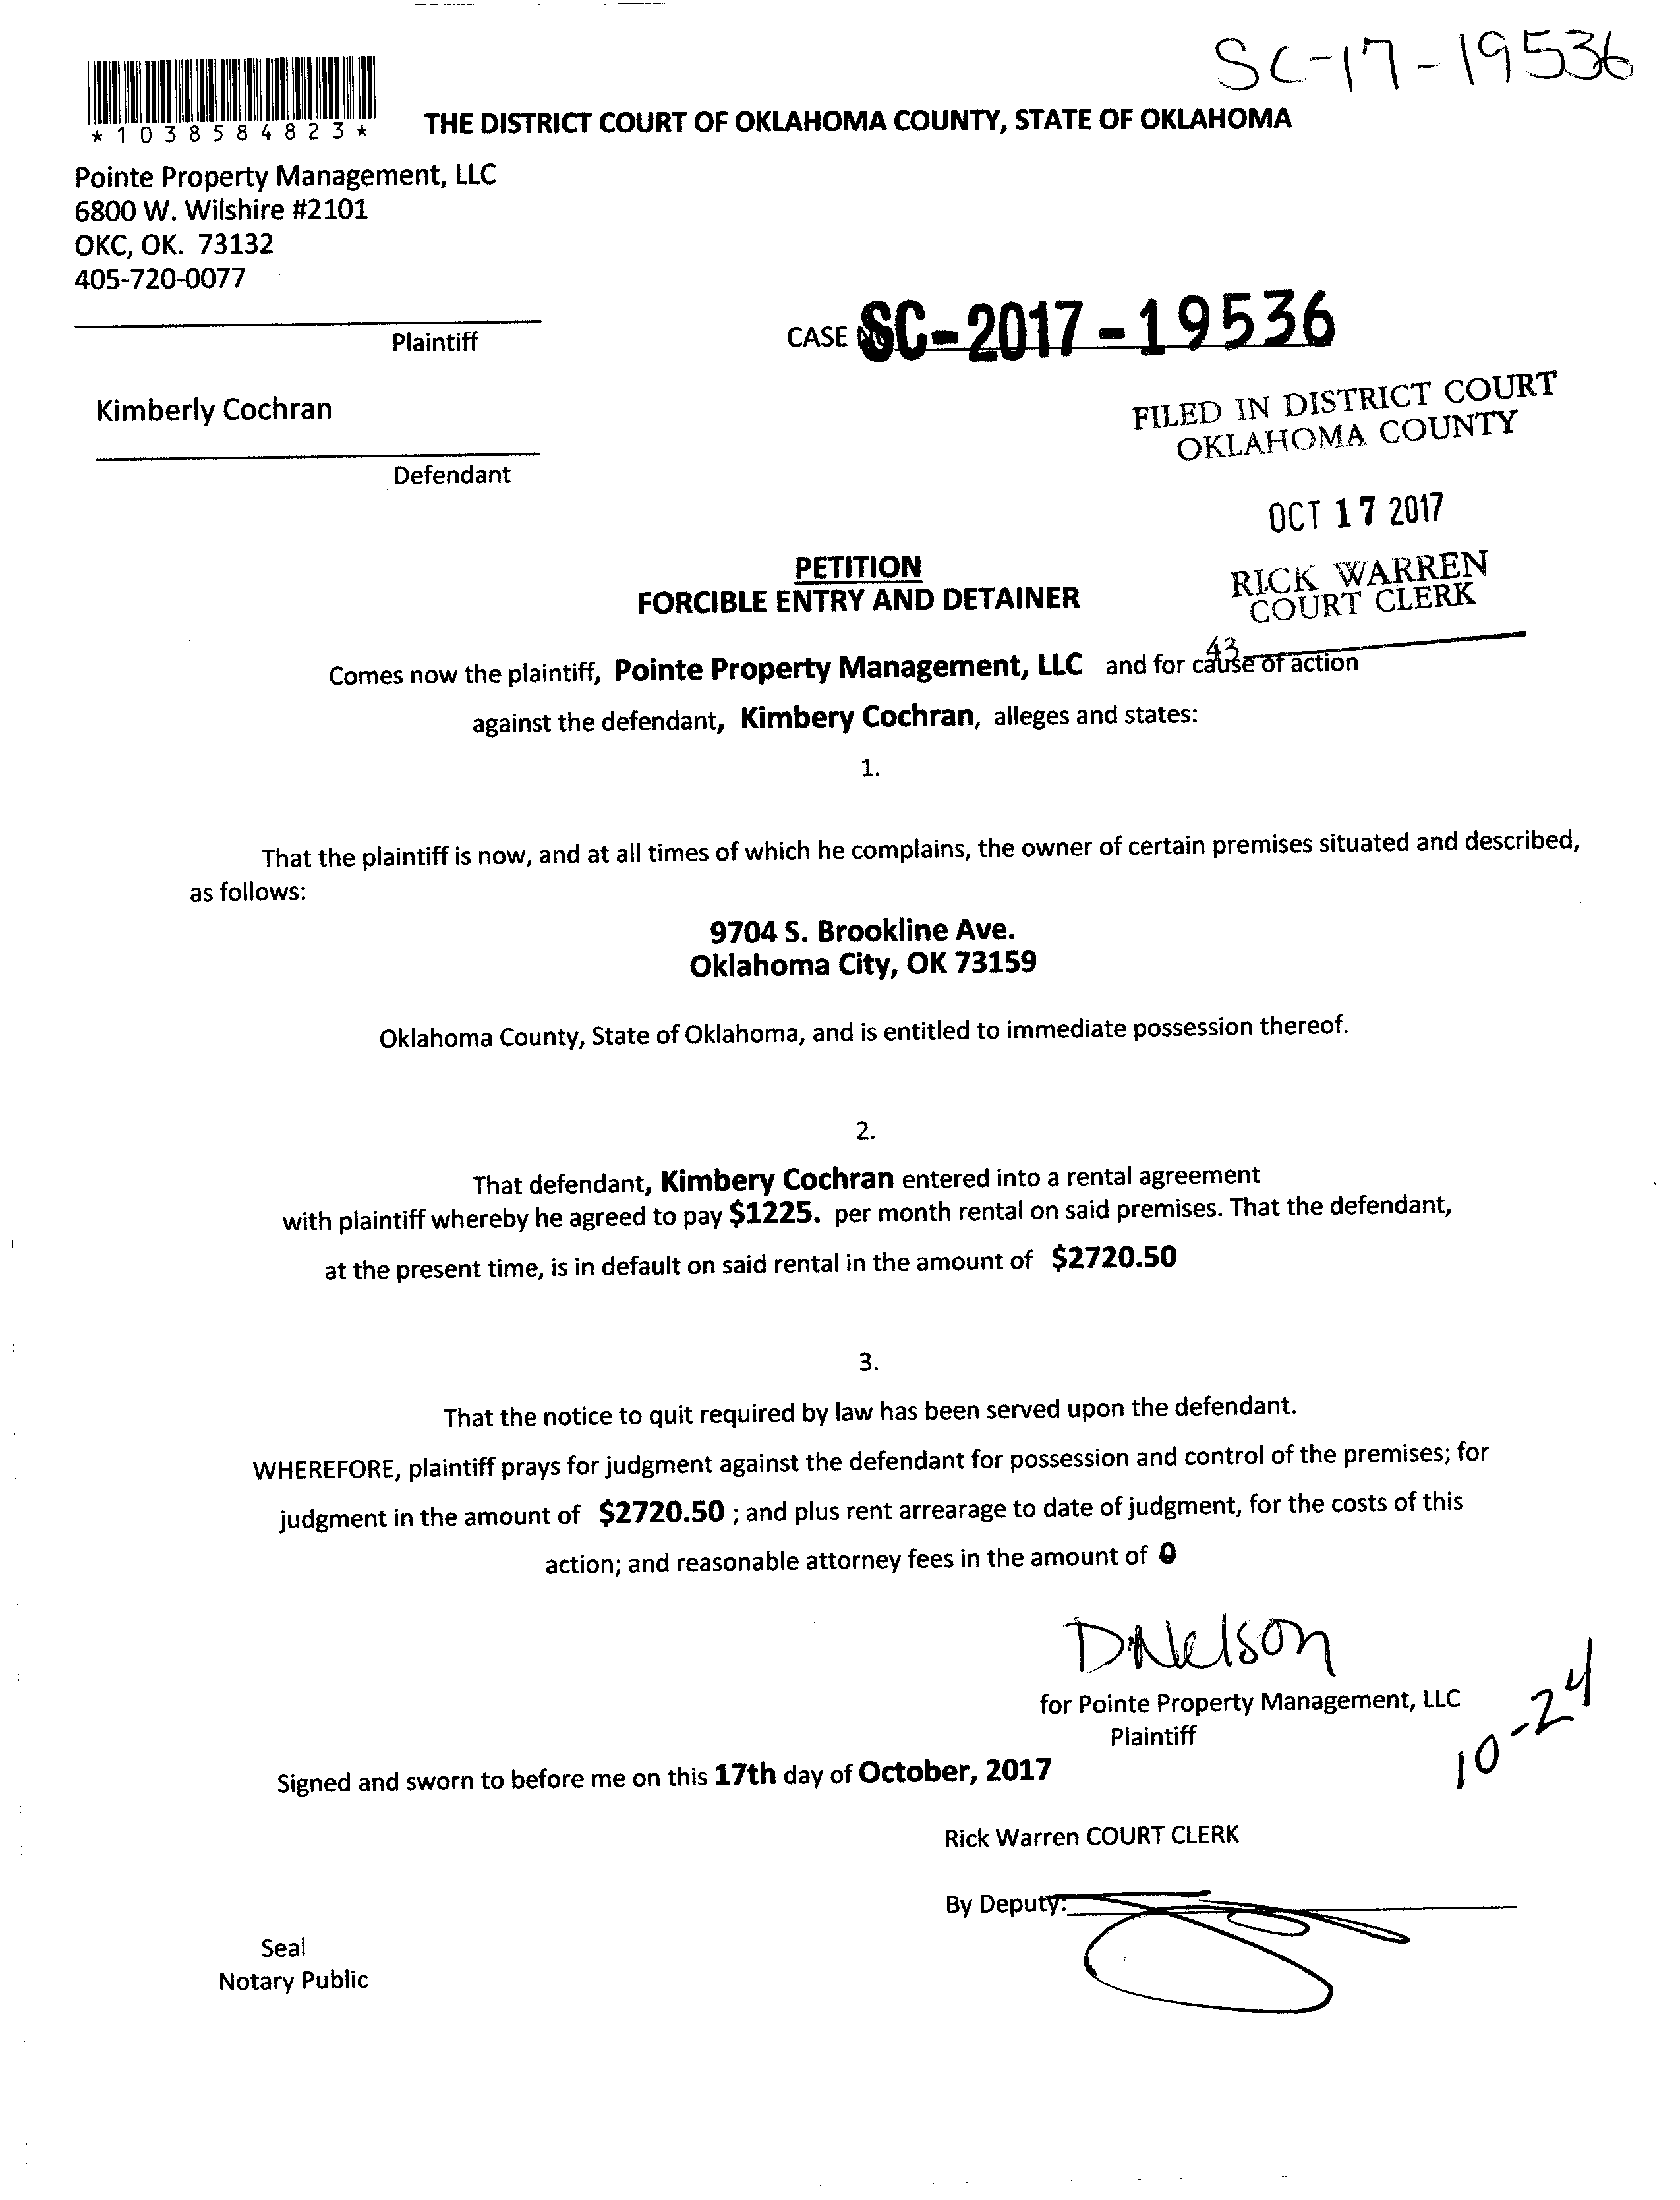 SC-17-19536
*1038584823*
THE DISTRICT COURT OF OKLAHOMA COUNTY, STATE OF OKLAHOMA
Pointe Property Management, LLC
6800 W. Wilshire #2101
OKC, OK. 73132
405-720-0077
Plaintiff
CASE NO SC-2017-19536
Kimberly Cochran
Defendant
FILED IN DISTRICT COURT
OKLAHOMA COUNTY
OCT 17 2017
RICK WARREN
COURT CLERK
43
PETITION
FORCIBLE ENTRY AND DETAINER
Comes now the plaintiff, Pointe Property Management, LLC and for cause of action
against the defendant, Kimbery Cochran, alleges and states:
1.
That the plaintiff is now, and at all times of which he complains, the owner of certain premises situated and described,
as follows:
9704 S. Brookline Ave.
Oklahoma City, OK 73159
Oklahoma County, State of Oklahoma, and is entitled to immediate possession thereof.
2.
That defendant, Kimbery Cochran entered into a rental agreement
with plaintiff whereby he agreed to pay $1225. per month rental on said premises. That the defendant,
at the present time, is in default on said rental in the amount of $2720.50
3.
That the notice to quit required by law has been served upon the defendant.
WHEREFORE, plaintiff prays for judgment against the defendant for possession and control of the premises; for
judgment in the amount of $2720.50 ; and plus rent arrearage to date of judgment, for the costs of this
action; and reasonable attorney fees in the amount of 0
DNelson
for Pointe Property Management, LLC
Plaintiff
10-24
Signed and sworn to before me on this 17th day of October, 2017
Rick Warren COURT CLERK
By Deputy:
Seal
Notary Public